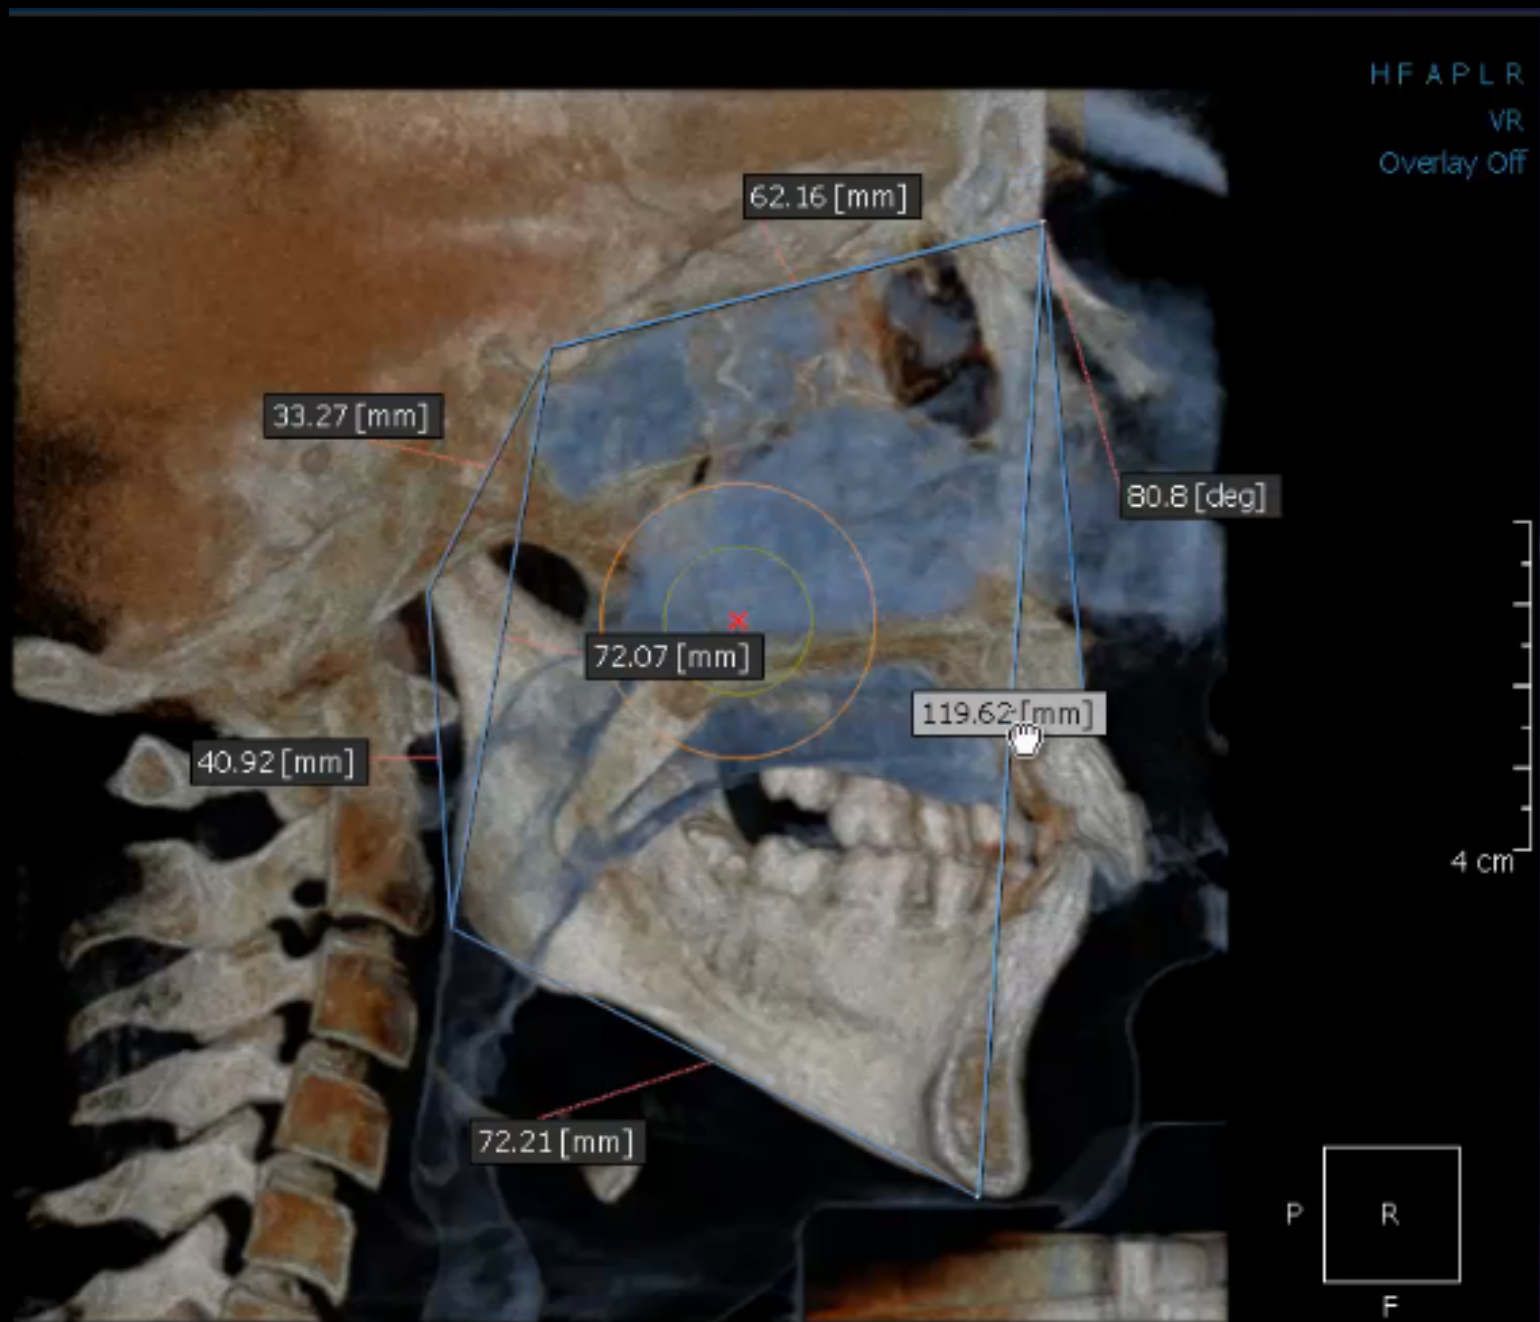 H F A P L R
VR
Overlay Off
62.16 [mm]
33.27 [mm]
80.8 [deg]
72.07 [mm]
119.62 [mm]
40.92 [mm]
4 cm
72.21 [mm]
P
R
F